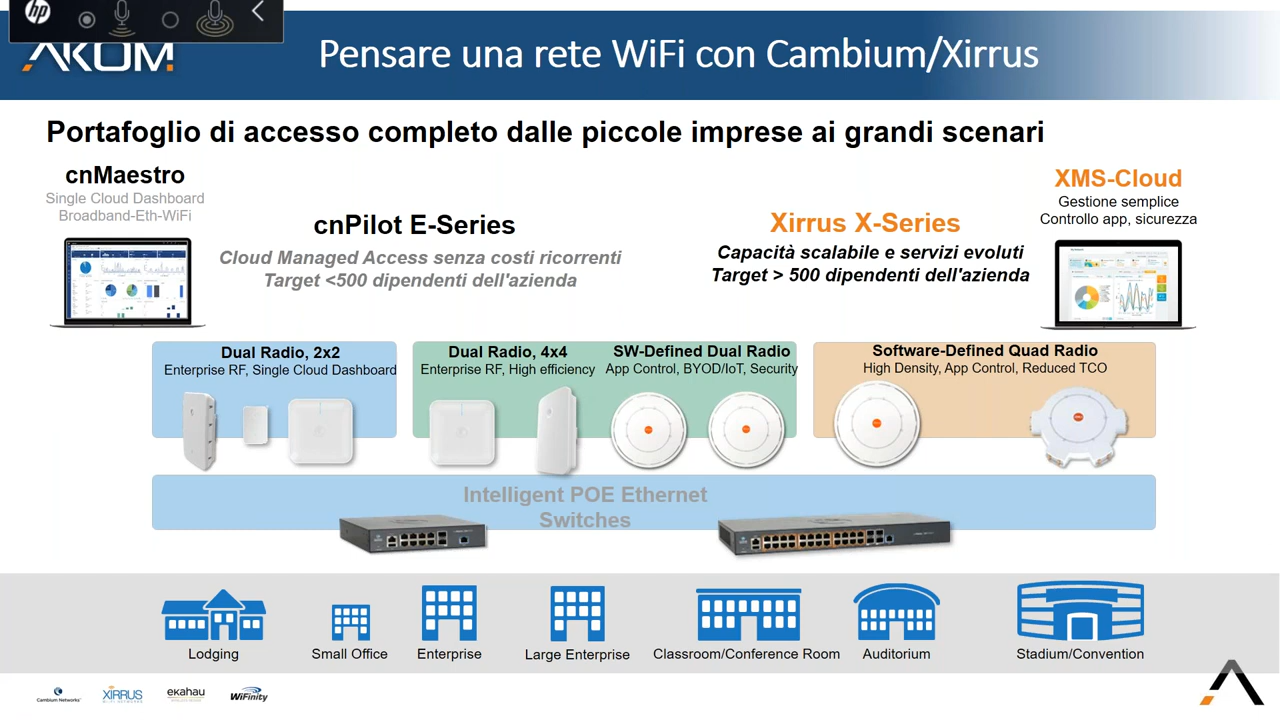 hp
AKOM
Pensare una rete WiFi con Cambium/Xirrus
Portafoglio di accesso completo dalle piccole imprese ai grandi scenari
cnMaestro
Single Cloud Dashboard
Broadband-Eth-WiFi
cnPilot E-Series
Cloud Managed Access senza costi ricorrenti
Target <500 dipendenti dell'azienda
Xirrus X-Series
Capacità scalabile e servizi evoluti
Target > 500 dipendenti dell'azienda
XMS-Cloud
Gestione semplice
Controllo app, sicurezza
Dual Radio, 2x2
Enterprise RF, Single Cloud Dashboard
Dual Radio, 4x4
Enterprise RF, High efficiency
SW-Defined Dual Radio
App Control, BYOD/IoT, Security
Software-Defined Quad Radio
High Density, App Control, Reduced TCO
Intelligent POE Ethernet
Switches
Lodging
Small Office
Enterprise
Large Enterprise
Classroom/Conference Room
Auditorium
Stadium/Convention
Cambium Networks
XIRRUS
ekahau
WiFinity